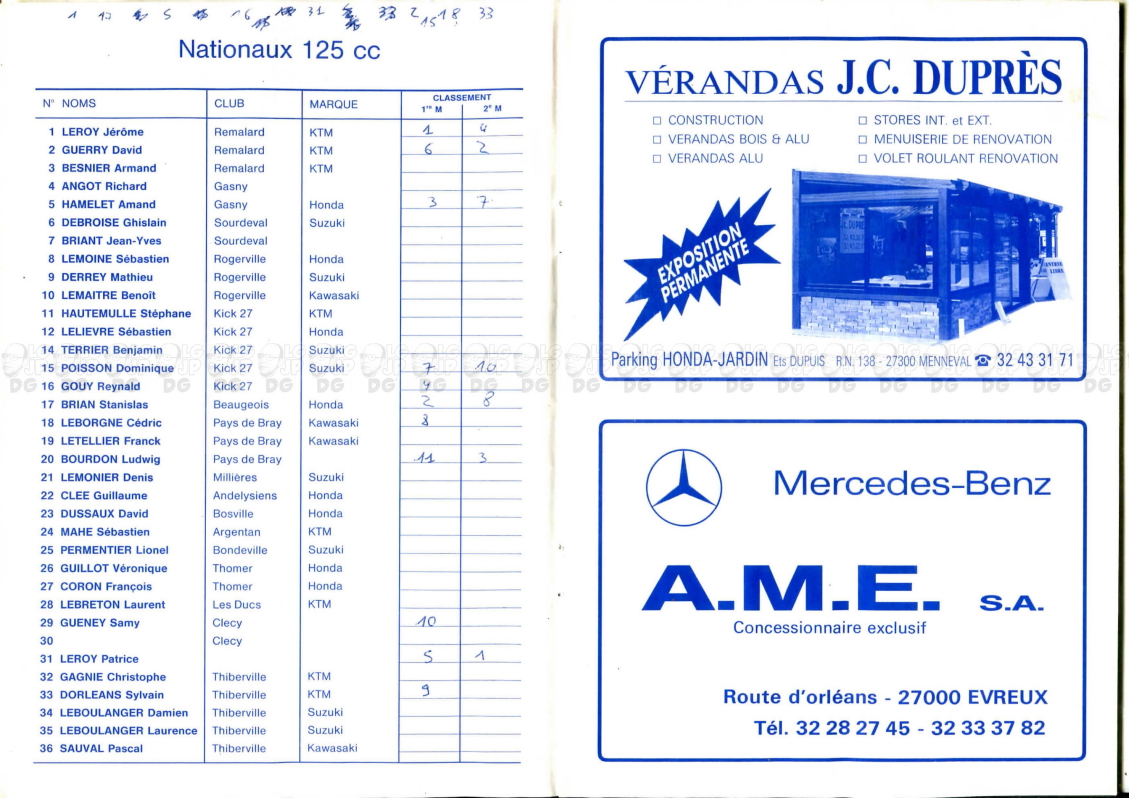 1 5 16 31 33 2 18 33
15
Nationaux 125 cc
N° NOMS CLUB MARQUE CLASSEMENT
1re M 2e M
1 LEROY Jérôme Remalard KTM 1 4
2 GUERRY David Remalard KTM 6 2
3 BESNIER Armand Remalard KTM
4 ANGOT Richard Gasny
5 HAMELET Amand Gasny Honda 3 7
6 DEBROISE Ghislain Sourdeval Suzuki
7 BRIANT Jean-Yves Sourdeval
8 LEMOINE Sébastien Rogerville Honda
9 DERREY Mathieu Rogerville Suzuki
10 LEMAITRE Benoît Rogerville Kawasaki
11 HAUTEMULLE Stéphane Kick 27 KTM
12 LELIEVRE Sébastien Kick 27 Honda
14 TERRIER Benjamin Kick 27 Suzuki
15 POISSON Dominique Kick 27 Suzuki 7 10
16 GOUY Reynald Kick 27 4
17 BRIAN Stanislas Beaugeois Honda 2 8
18 LEBORGNE Cédric Pays de Bray Kawasaki 8
19 LETELLIER Franck Pays de Bray Kawasaki
20 BOURDON Ludwig Pays de Bray 11 3
21 LEMONIER Denis Millières Suzuki
22 CLEE Guillaume Andelysiens Honda
23 DUSSAUX David Bosville Honda
24 MAHE Sébastien Argentan KTM
25 PERMENTIER Lionel Bondeville Suzuki
26 GUILLOT Véronique Thomer Honda
27 CORON François Thomer Honda
28 LEBRETON Laurent Les Ducs KTM
29 GUENEY Samy Clecy 10
30 Clecy
31 LEROY Patrice 5 1
32 GAGNIE Christophe Thiberville KTM
33 DORLEANS Sylvain Thiberville KTM 9
34 LEBOULANGER Damien Thiberville Suzuki
35 LEBOULANGER Laurence Thiberville Suzuki
36 SAUVAL Pascal Thiberville Kawasaki
VÉRANDAS J.C. DUPRÈS
CONSTRUCTION
VERANDAS BOIS & ALU
VERANDAS ALU
STORES INT. et EXT.
MENUISERIE DE RENOVATION
VOLET ROULANT RENOVATION
EXPOSITION
PERMANENTE
Parking HONDA-JARDIN Ets DUPUIS R.N. 138 - 27300 MENNEVAL ☎ 32 43 31 71
Mercedes-Benz
A.M.E. S.A.
Concessionnaire exclusif
Route d'orléans - 27000 EVREUX
Tél. 32 28 27 45 - 32 33 37 82